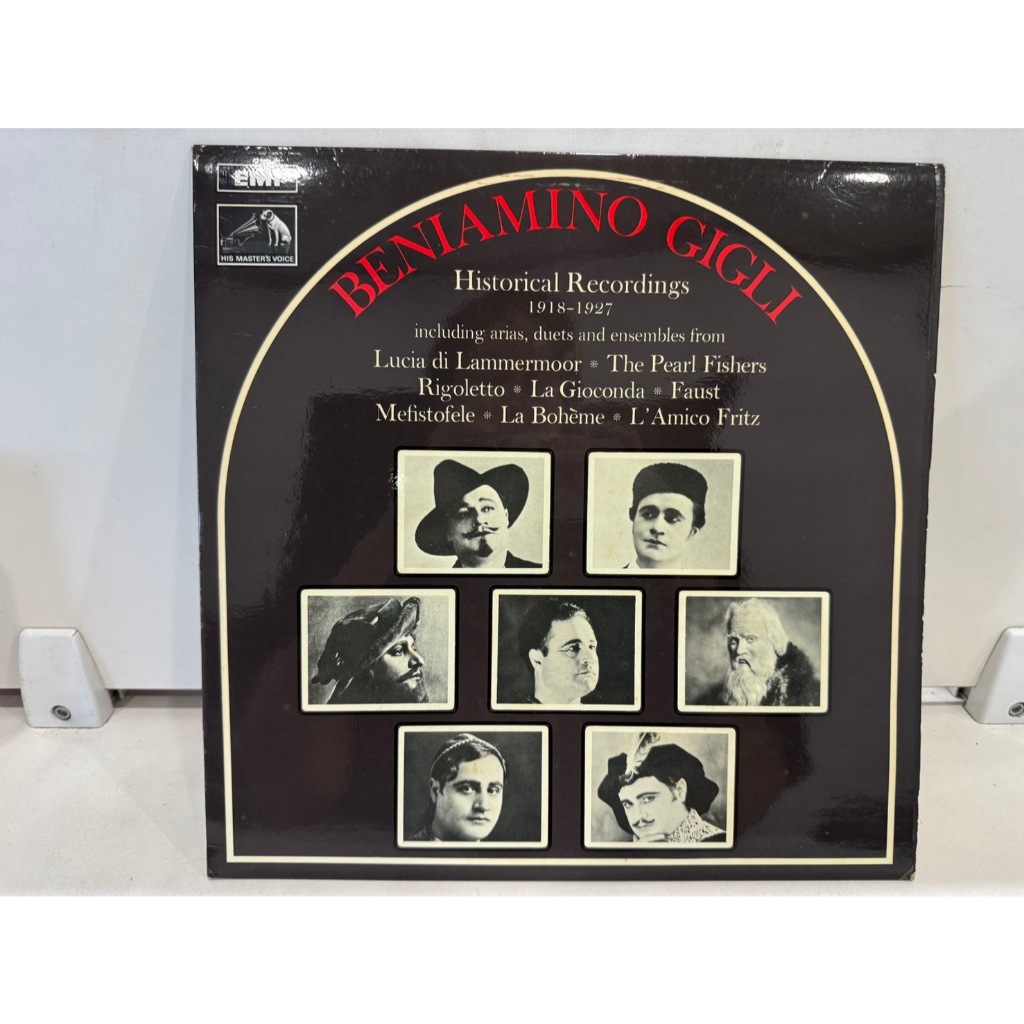 EMI
HIS MASTER'S VOICE
BENIAMINO GIGLI
Historical Recordings
1918-1927
including arias, duets and ensembles from
Lucia di Lammermoor * The Pearl Fishers
Rigoletto * La Gioconda * Faust
Mefistofele * La Bohème * L'Amico Fritz